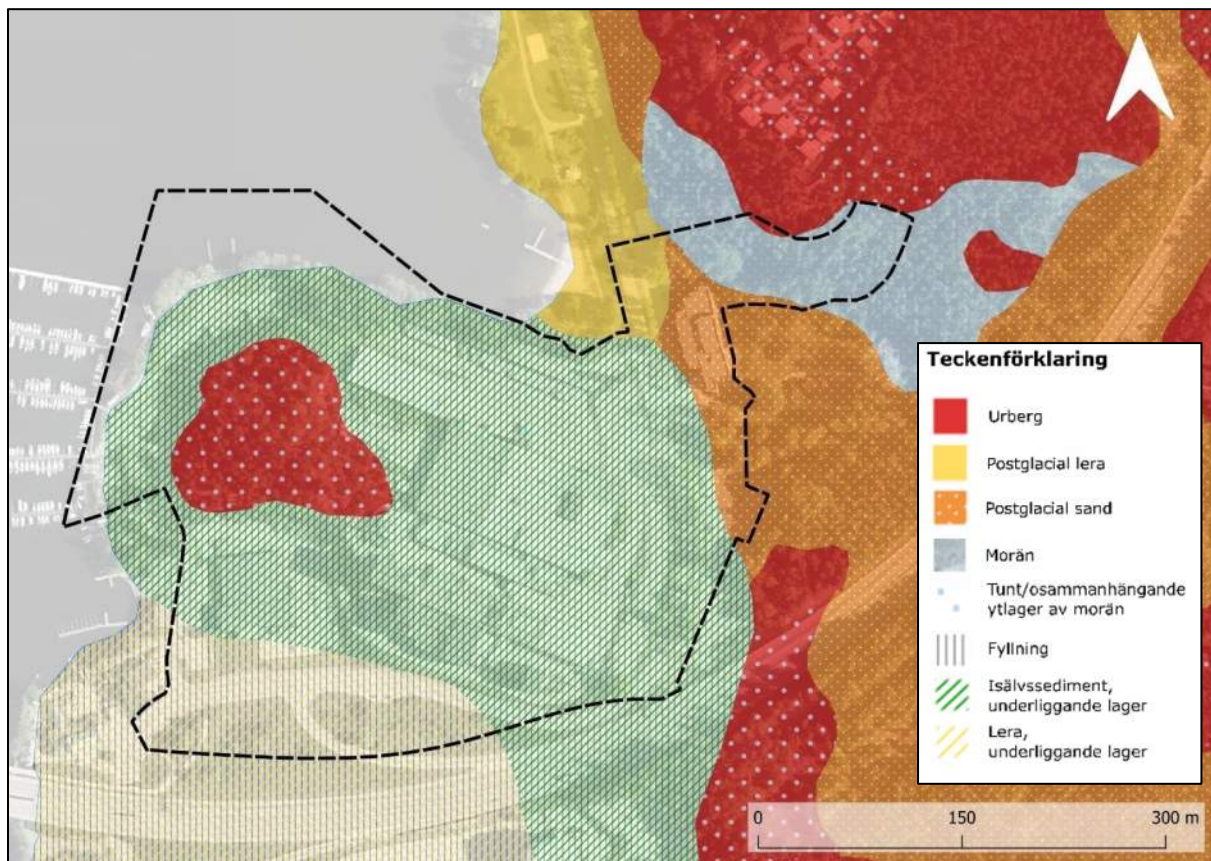 Teckenförklaring
Urberg
Postglacial lera
Postglacial sand
Morän
Tunt/osammanhängande
ytlager av morän
Fyllning
Isälvssediment,
underliggande lager
Lera,
underliggande lager
0 150 300 m